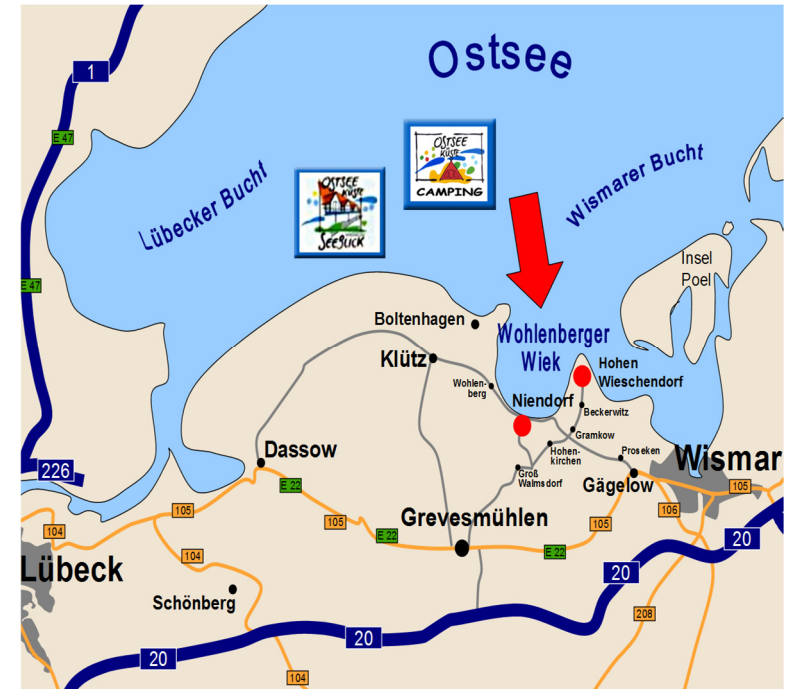 Ostsee
1
E 47
OSTSEE
KÜSTE
CAMPING
Lübecker Bucht
Wismarer Bucht
OSTSEE
KÜSTE
SEEBLICK
Insel
Poel
E 47
Boltenhagen
Wohlenberger
Wiek
Klütz
Hohen
Wieschendorf
Wohlen-
berg
Niendorf
Beckerwitz
Gramkow
Dassow
Hohen-
kirchen
Proseken
Wismar
226
Groß
Walmsdorf
Gägelow
E 22
105
105
105
106
104
Grevesmühlen
105
E 22
E 22
20
104
Lübeck
20
Schönberg
208
20
20
104